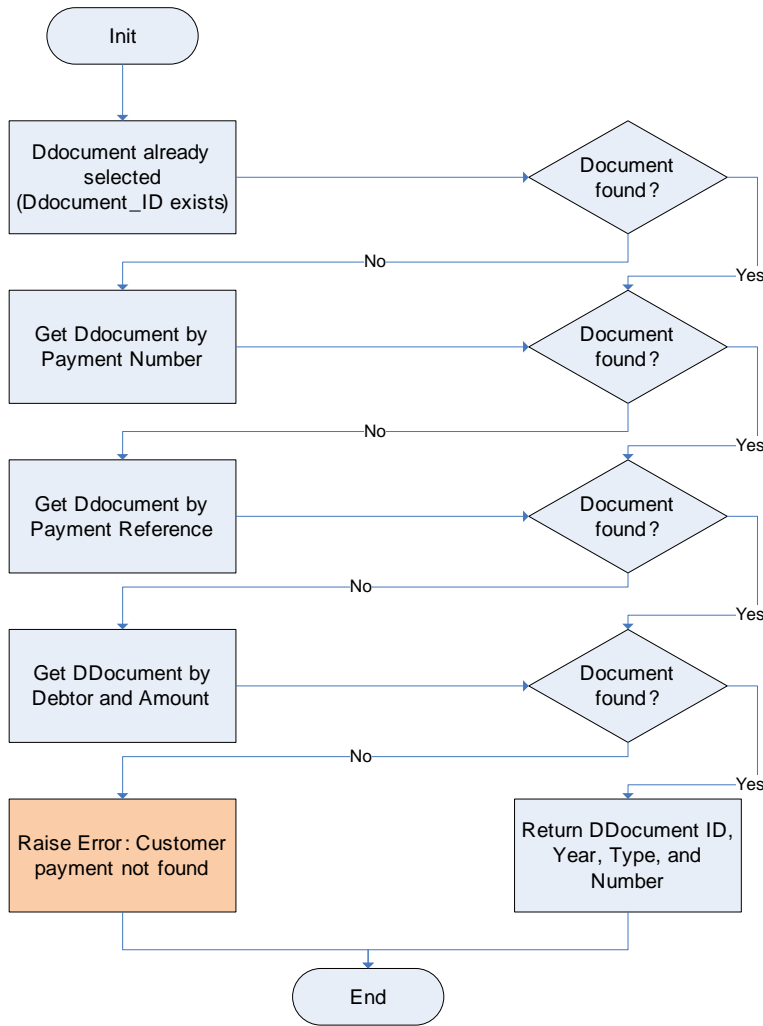 Init
Ddocument already
selected
(Ddocument_ID exists)
Document
found?
No
Yes
Get Ddocument by
Payment Number
Document
found?
No
Yes
Get Ddocument by
Payment Reference
Document
found?
No
Yes
Get DDocument by
Debtor and Amount
Document
found?
No
Yes
Raise Error: Customer
payment not found
Return DDocument ID,
Year, Type, and
Number
End